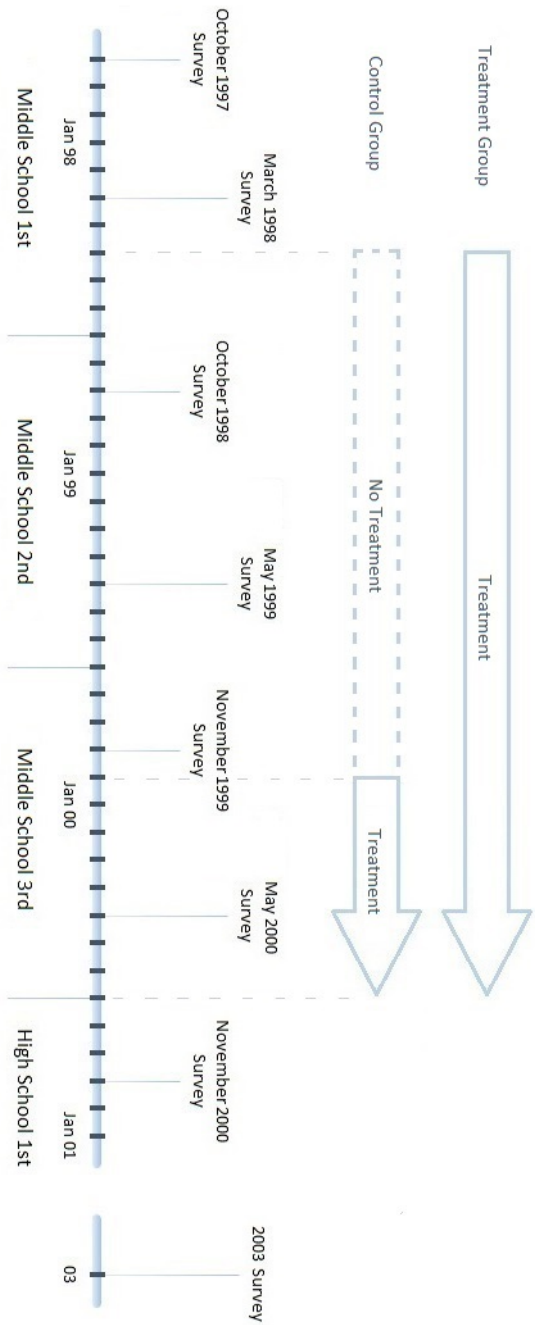 Treatment Group
Treatment
Control Group
No Treatment
Treatment
March 1998
Survey
May 1999
Survey
May 2000
Survey
2003 Survey
October 1997
Survey
October 1998
Survey
November 1999
Survey
November 2000
Survey
Jan 98
Jan 99
Jan 00
Jan 01
03
Middle School 1st
Middle School 2nd
Middle School 3rd
High School 1st